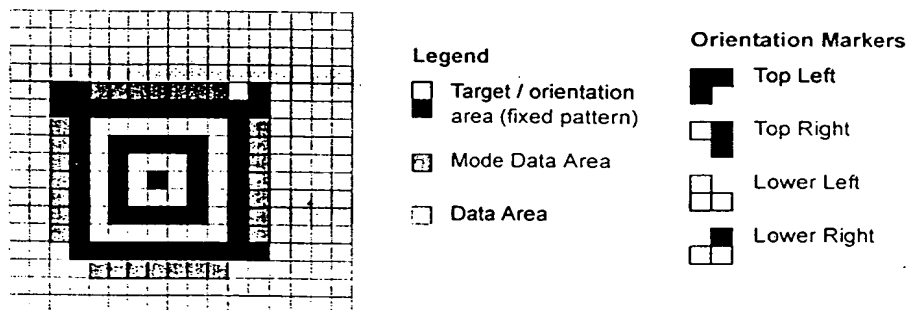 Legend
Target / orientation
area (fixed pattern)
Mode Data Area
Data Area
Orientation Markers
Top Left
Top Right
Lower Left
Lower Right